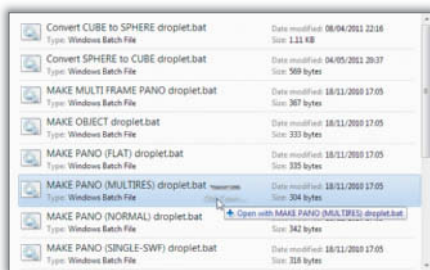 Convert CUBE to SPHERE droplet.bat Date modified: 08/04/2011 22:16
Type: Windows Batch File Size: 1.11 KB
Convert SPHERE to CUBE droplet.bat Date modified: 04/05/2011 20:37
Type: Windows Batch File Size: 569 bytes
MAKE MULTI FRAME PANO droplet.bat Date modified: 18/11/2010 17:05
Type: Windows Batch File Size: 367 bytes
MAKE OBJECT droplet.bat Date modified: 18/11/2010 17:05
Type: Windows Batch File Size: 333 bytes
MAKE PANO (FLAT) droplet.bat Date modified: 18/11/2010 17:05
Type: Windows Batch File Size: 335 bytes
MAKE PANO (MULTIRES) droplet.bat Date modified: 18/11/2010 17:05
Type: Windows Batch File Size: 304 bytes
Open with MAKE PANO (MULTIRES) droplet.bat
MAKE PANO (NORMAL) droplet.bat
Type: Windows Batch File Size: 342 bytes
MAKE PANO (SINGLE-SWF) droplet.bat Date modified: 18/11/2010 17:05
Type: Windows Batch File Size: 316 bytes